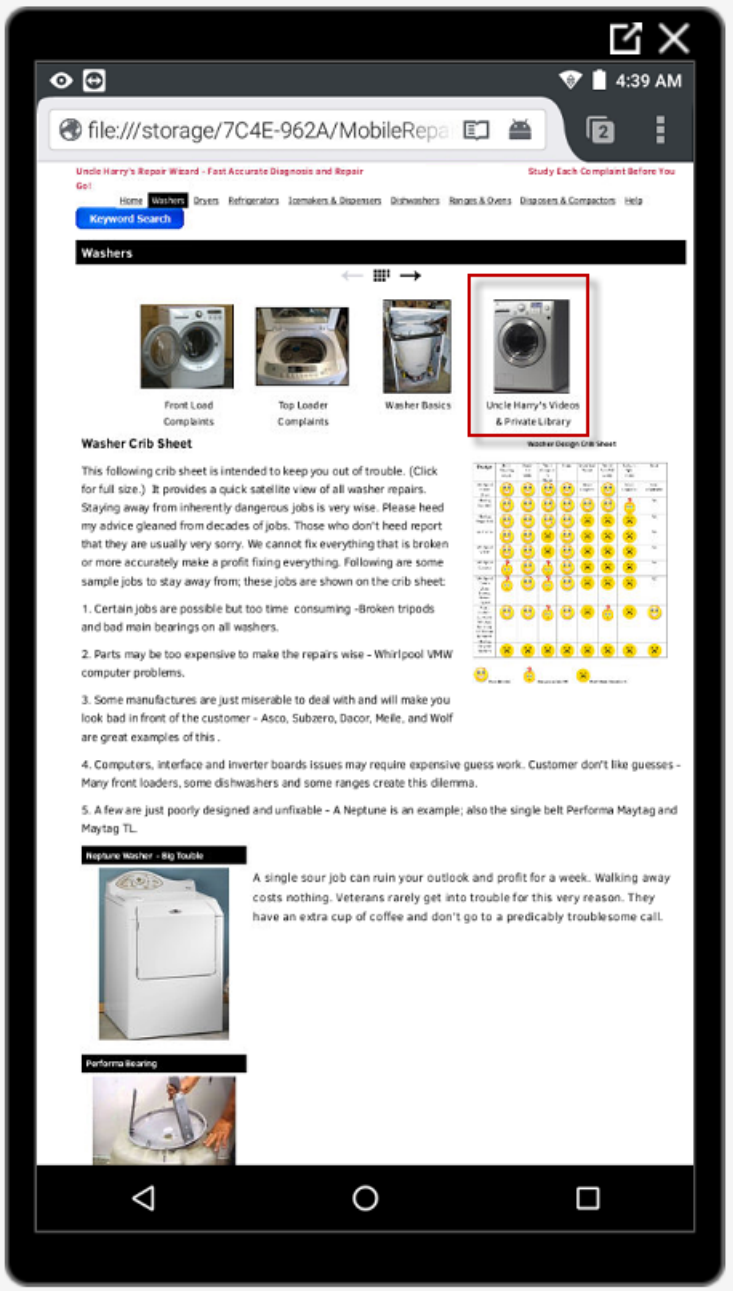 4:39 AM
file:///storage/7C4E-962A/MobileRepa
2
Uncle Harry's Repair Wizard - Fast Accurate Diagnosis and Repair
Study Each Complaint Before You
Go!
Home Washers Dryers Refrigerators Icemakers & Dispensers Dishwashers Ranges & Ovens Disposers & Compactors Help
Keyword Search
Washers
Front Load
Complaints
Top Loader
Complaints
Washer Basics
Uncle Harry's Videos
& Private Library
Washer Crib Sheet
This following crib sheet is intended to keep you out of trouble. (Click
for full size.) It provides a quick satellite view of all washer repairs.
Staying away from inherently dangerous jobs is very wise. Please heed
my advice gleaned from decades of jobs. Those who don't heed report
that they are usually very sorry. We cannot fix everything that is broken
or more accurately make a profit fixing everything. Following are some
sample jobs to stay away from; these jobs are shown on the crib sheet:
1. Certain jobs are possible but too time consuming -Broken tripods
and bad main bearings on all washers.
2. Parts may be too expensive to make the repairs wise - Whirlpool VMW
computer problems.
3. Some manufactures are just miserable to deal with and will make you
look bad in front of the customer - Asco, Subzero, Dacor, Meile, and Wolf
are great examples of this .
Washer Design Crib Sheet
Design
4. Computers, interface and inverter boards issues may require expensive guess work. Customer don't like guesses -
Many front loaders, some dishwashers and some ranges create this dilemma.
5. A few are just poorly designed and unfixable - A Neptune is an example; also the single belt Performa Maytag and
Maytag TL.
Neptune Washer - Big Touble
A single sour job can ruin your outlook and profit for a week. Walking away
costs nothing. Veterans rarely get into trouble for this very reason. They
have an extra cup of coffee and don't go to a predicably troublesome call.
Performa Bearing